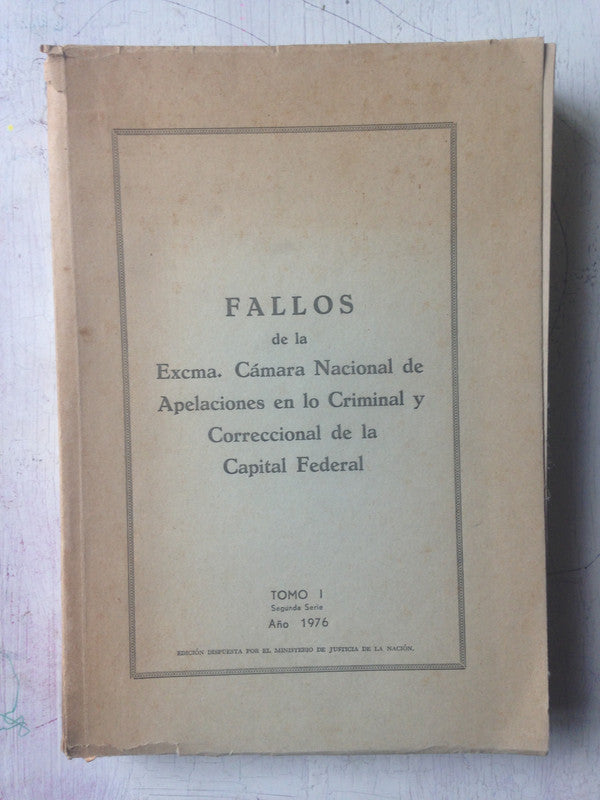 FALLOS
de la
Excma. Cámara Nacional de
Apelaciones en lo Criminal y
Correccional de la
Capital Federal
TOMO I
Segunda Serie
Año 1976
EDICIÓN DISPUESTA POR EL MINISTERIO DE JUSTICIA DE LA NACIÓN.